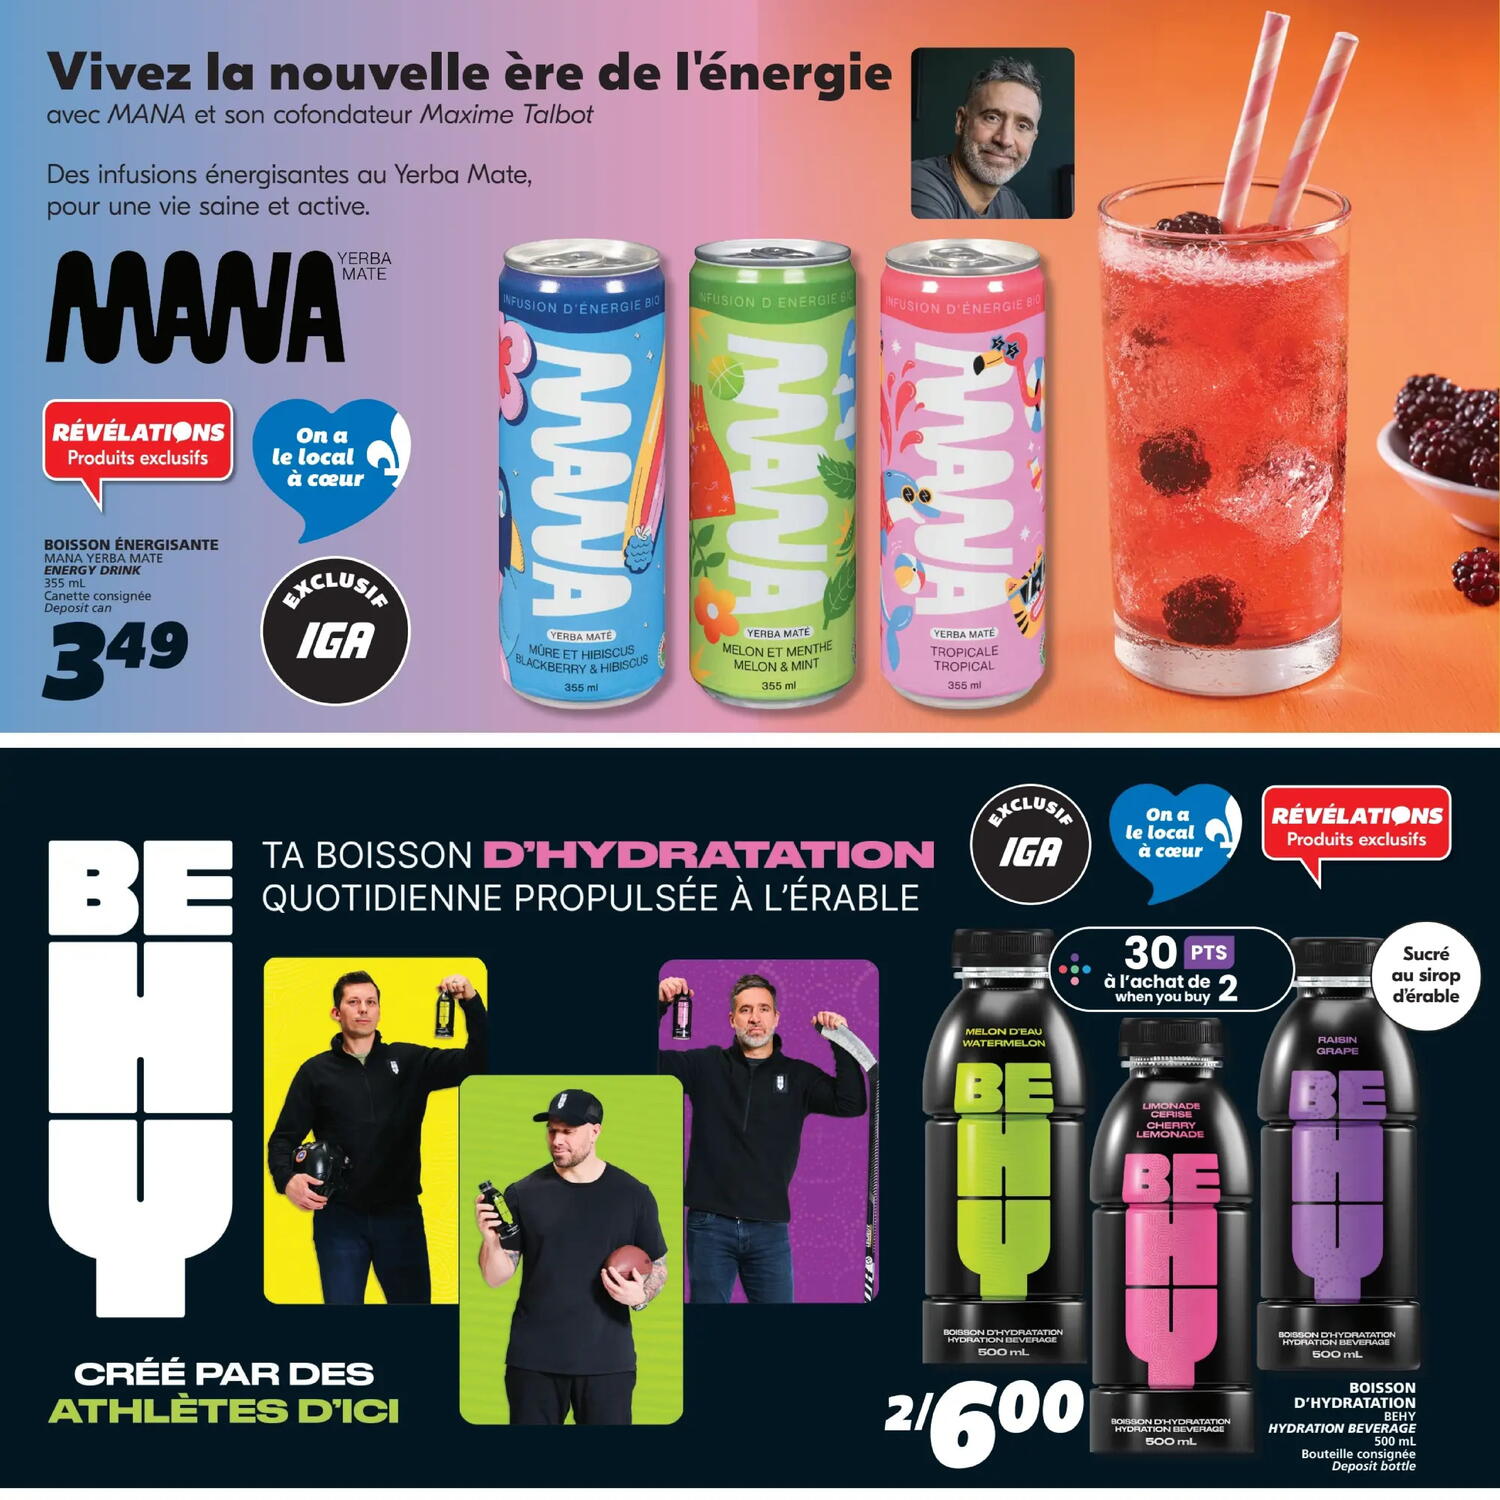 Vivez la nouvelle ère de l'énergie
avec MANA et son cofondateur Maxime Talbot
Des infusions énergisantes au Yerba Mate,
pour une vie saine et active.
MANA YERBA
MATE
RÉVÉLATIONS
Produits exclusifs
On a
le local
à cœur
BOISSON ÉNERGISANTE
MANA YERBA MATE
ENERGY DRINK
355 mL
Canette consignée
Deposit can
3 49
EXCLUSIF
IGA
INFUSION D'ÉNERGIE BIO
MANA
YERBA MATÉ
MÛRE ET HIBISCUS
BLACKBERRY & HIBISCUS
355 ml
INFUSION D'ÉNERGIE BIO
MANA
YERBA MATÉ
MELON ET MENTHE
MELON & MINT
355 ml
INFUSION D'ÉNERGIE BIO
MANA
YERBA MATÉ
TROPICALE
TROPICAL
355 ml
BE
H
Y
TA BOISSON D'HYDRATATION
QUOTIDIENNE PROPULSÉE À L'ÉRABLE
EXCLUSIF
IGA
On a
le local
à cœur
RÉVÉLATIONS
Produits exclusifs
30 PTS
à l'achat de
when you buy 2
Sucré
au sirop
d'érable
MELON D'EAU
WATERMELON
BE
H
Y
BOISSON D'HYDRATATION
HYDRATION BEVERAGE
500 mL
LIMONADE
CERISE
CHERRY
LEMONADE
BE
H
Y
BOISSON D'HYDRATATION
HYDRATION BEVERAGE
500 mL
RAISIN
GRAPE
BE
H
Y
BOISSON D'HYDRATATION
HYDRATION BEVERAGE
500 mL
CRÉÉ PAR DES
ATHLÈTES D'ICI
2/6 00
BOISSON
D'HYDRATATION
BEHY
HYDRATION BEVERAGE
500 mL
Bouteille consignée
Deposit bottle